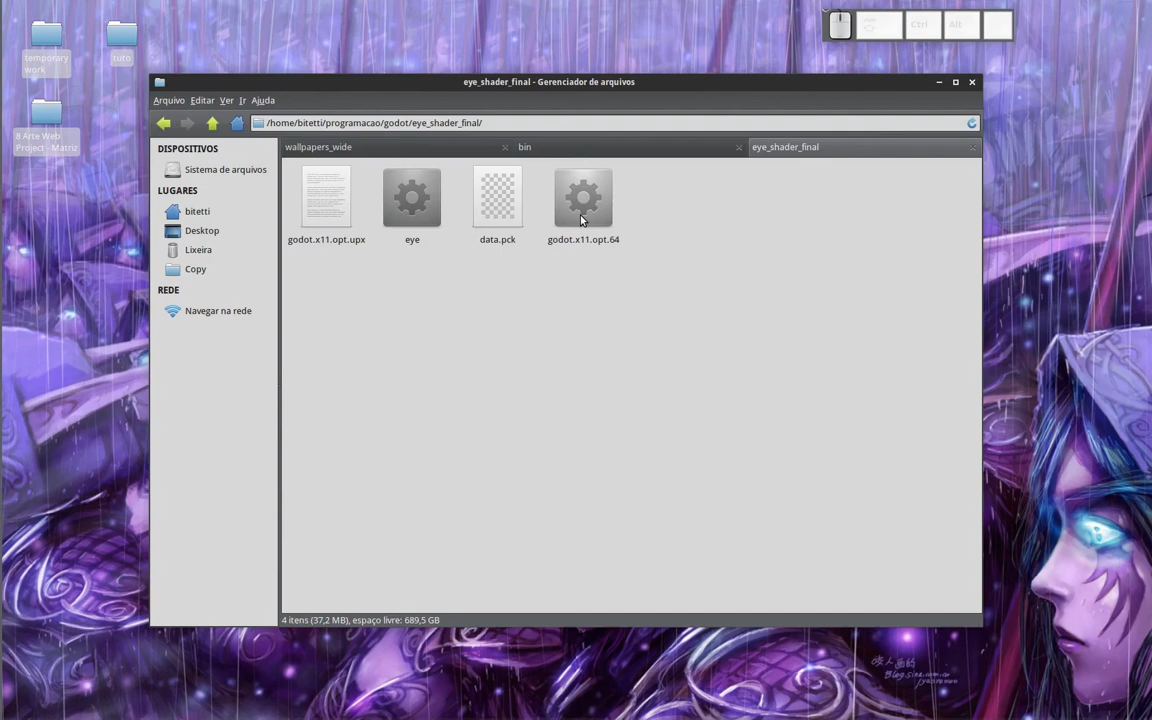 temporary
work
tuto
8 Arte Web
Project - Matriz
Ctrl
Alt
eye_shader_final - Gerenciador de arquivos
Arquivo Editar Ver Ir Ajuda
/home/bitetti/programacao/godot/eye_shader_final/
DISPOSITIVOS
Sistema de arquivos
LUGARES
bitetti
Desktop
Lixeira
Copy
REDE
Navegar na rede
wallpapers_wide
bin
eye_shader_final
godot.x11.opt.upx
eye
data.pck
godot.x11.opt.64
4 itens (37,2 MB), espaço livre: 689,5 GB